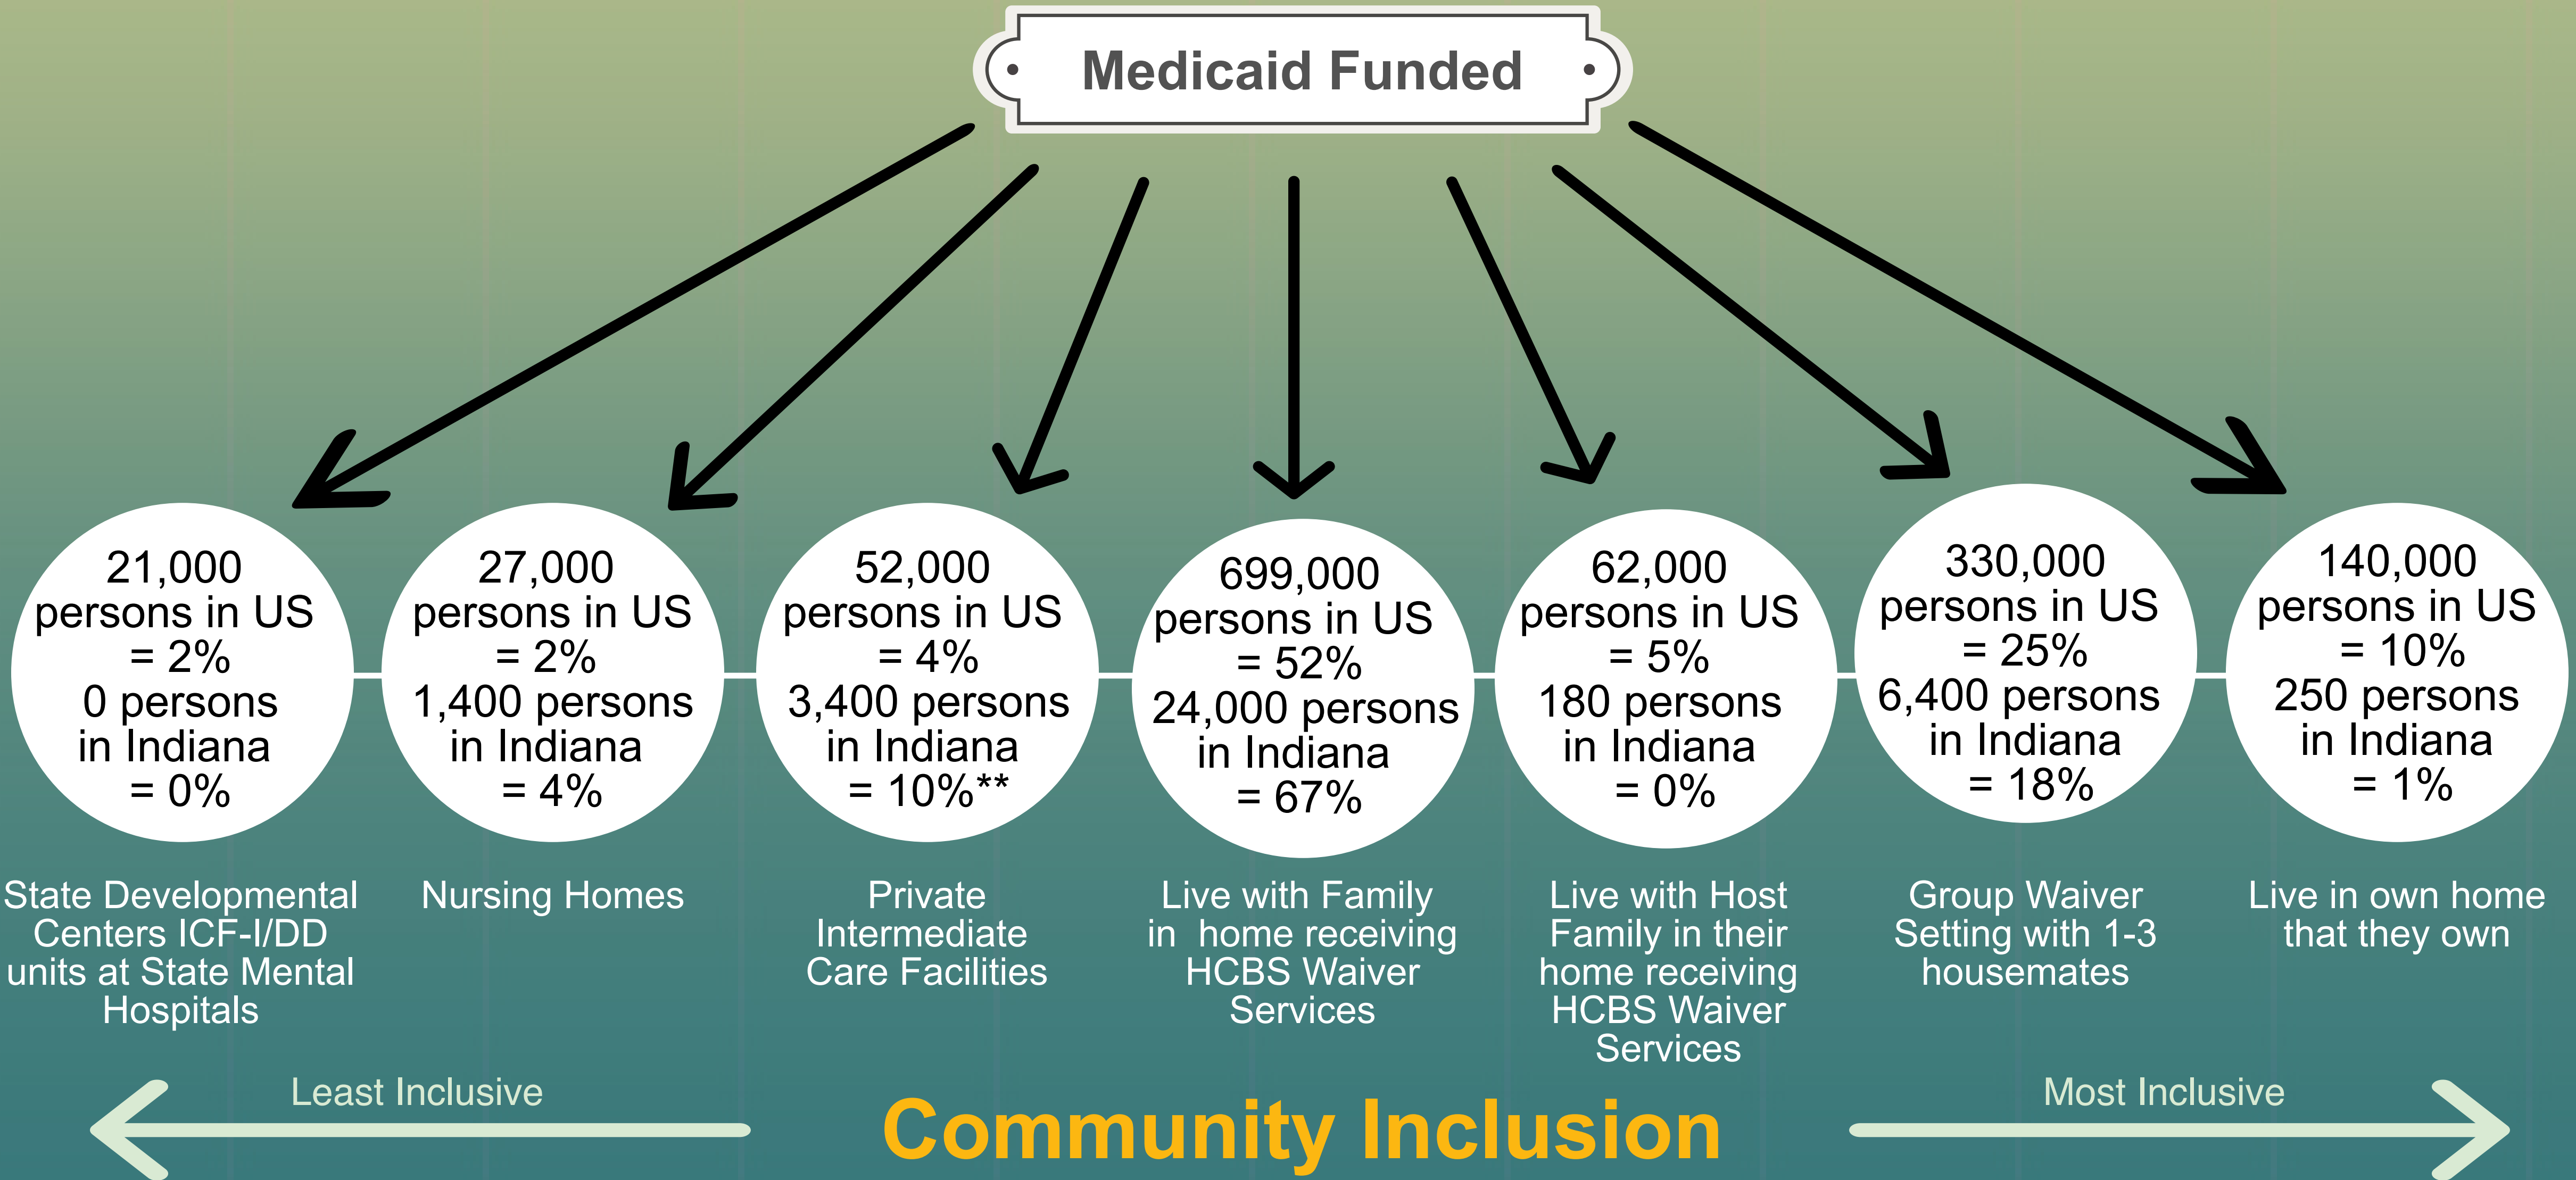 Medicaid Funded
21,000
persons in US
= 2%
0 persons
in Indiana
= 0%
27,000
persons in US
= 2%
1,400 persons
in Indiana
= 4%
52,000
persons in US
= 4%
3,400 persons
in Indiana
= 10%**
699,000
persons in US
= 52%
24,000 persons
in Indiana
= 67%
62,000
persons in US
= 5%
180 persons
in Indiana
= 0%
330,000
persons in US
= 25%
6,400 persons
in Indiana
= 18%
140,000
persons in US
= 10%
250 persons
in Indiana
= 1%
State Developmental
Centers ICF-I/DD
units at State Mental
Hospitals
Nursing Homes
Private
Intermediate
Care Facilities
Live with Family
in home receiving
HCBS Waiver
Services
Live with Host
Family in their
home receiving
HCBS Waiver
Services
Group Waiver
Setting with 1-3
housemates
Live in own home
that they own
Least Inclusive
Community Inclusion
Most Inclusive